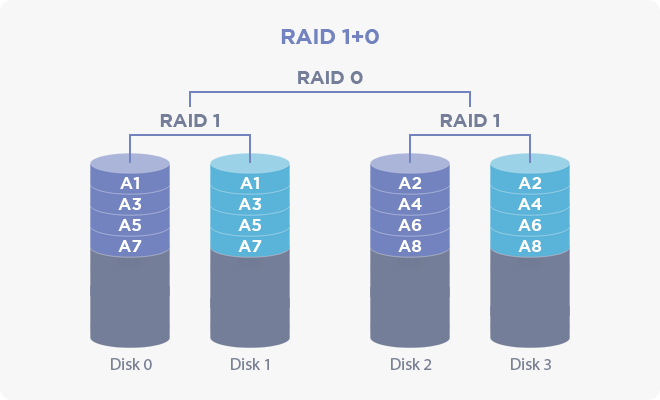 RAID 1+0
RAID 0
RAID 1 RAID 1
A1 A1 A2 A2
A3 A3 A4 A4
A5 A5 A6 A6
A7 A7 A8 A8
Disk 0 Disk 1 Disk 2 Disk 3